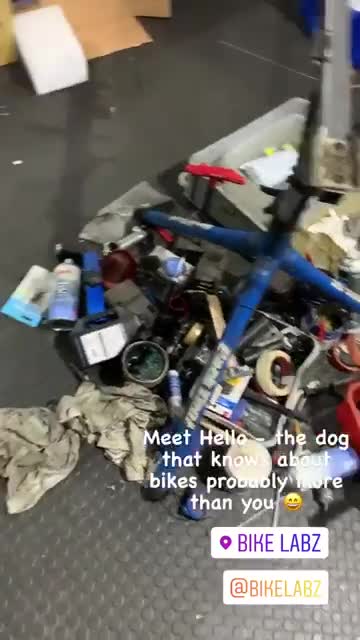 Meet Hello - the dog
that knows about
bikes probably more
than you 😄
BIKE LABZ
@BIKELABZ